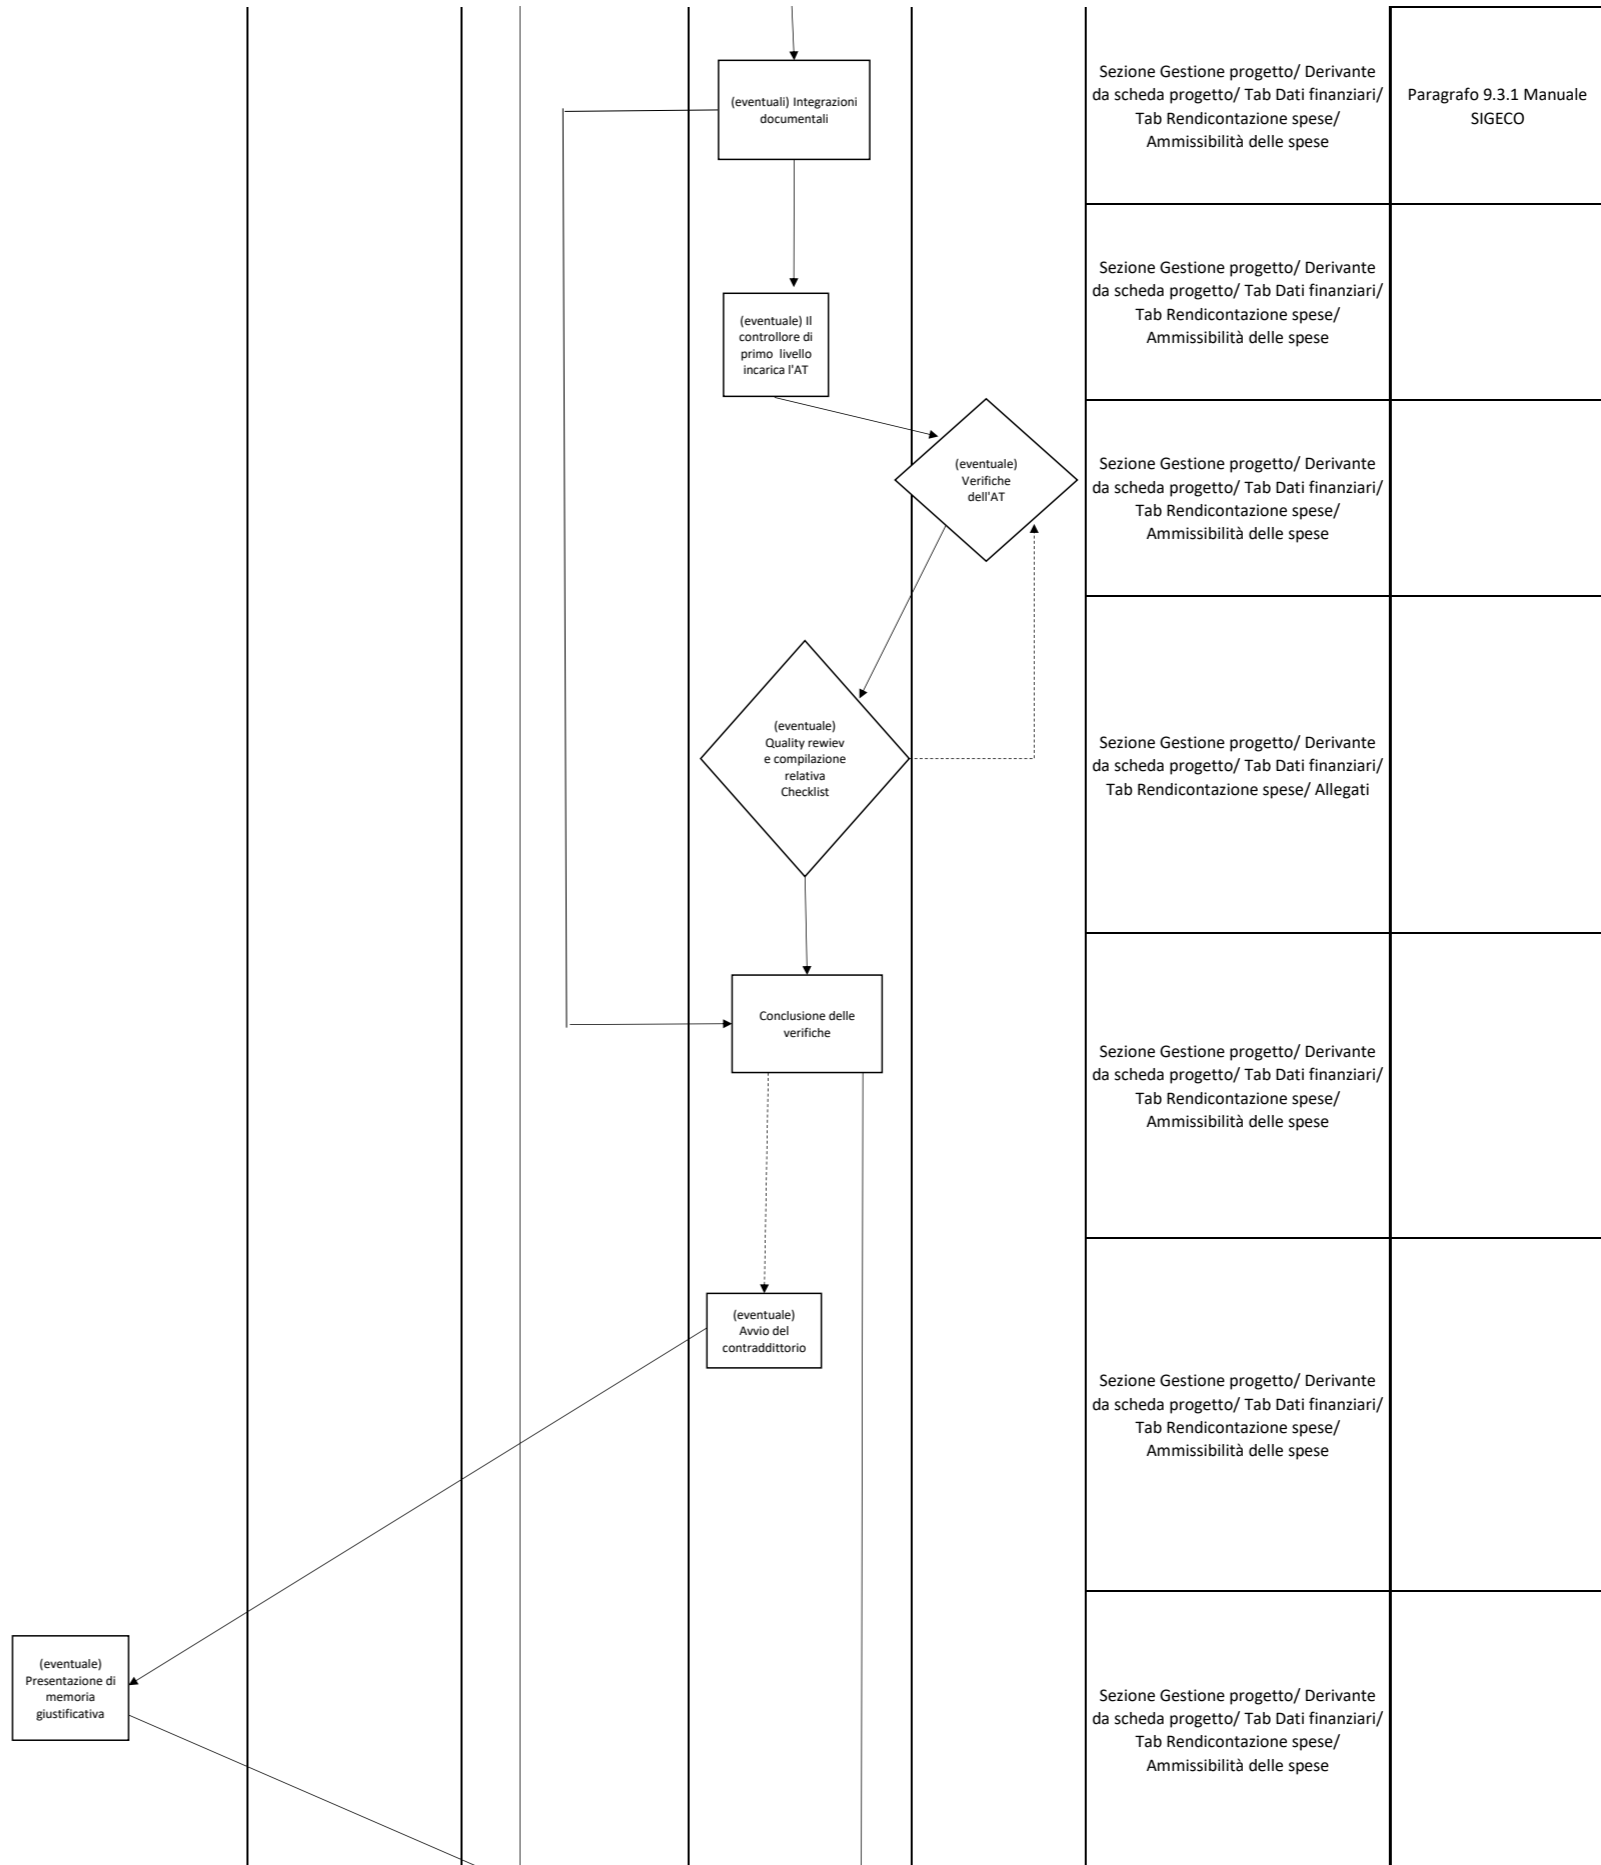 (eventuali) Integrazioni
documentali
Sezione Gestione progetto/ Derivante
da scheda progetto/ Tab Dati finanziari/
Tab Rendicontazione spese/
Ammissibilità delle spese
Paragrafo 9.3.1 Manuale
SIGECO
(eventuale) Il
controllore di
primo livello
incarica l'AT
Sezione Gestione progetto/ Derivante
da scheda progetto/ Tab Dati finanziari/
Tab Rendicontazione spese/
Ammissibilità delle spese
(eventuale)
Verifiche
dell'AT
Sezione Gestione progetto/ Derivante
da scheda progetto/ Tab Dati finanziari/
Tab Rendicontazione spese/
Ammissibilità delle spese
(eventuale)
Quality rewiev
e compilazione
relativa
Checklist
Sezione Gestione progetto/ Derivante
da scheda progetto/ Tab Dati finanziari/
Tab Rendicontazione spese/ Allegati
Conclusione delle
verifiche
Sezione Gestione progetto/ Derivante
da scheda progetto/ Tab Dati finanziari/
Tab Rendicontazione spese/
Ammissibilità delle spese
(eventuale)
Avvio del
contraddittorio
Sezione Gestione progetto/ Derivante
da scheda progetto/ Tab Dati finanziari/
Tab Rendicontazione spese/
Ammissibilità delle spese
(eventuale)
Presentazione di
memoria
giustificativa
Sezione Gestione progetto/ Derivante
da scheda progetto/ Tab Dati finanziari/
Tab Rendicontazione spese/
Ammissibilità delle spese